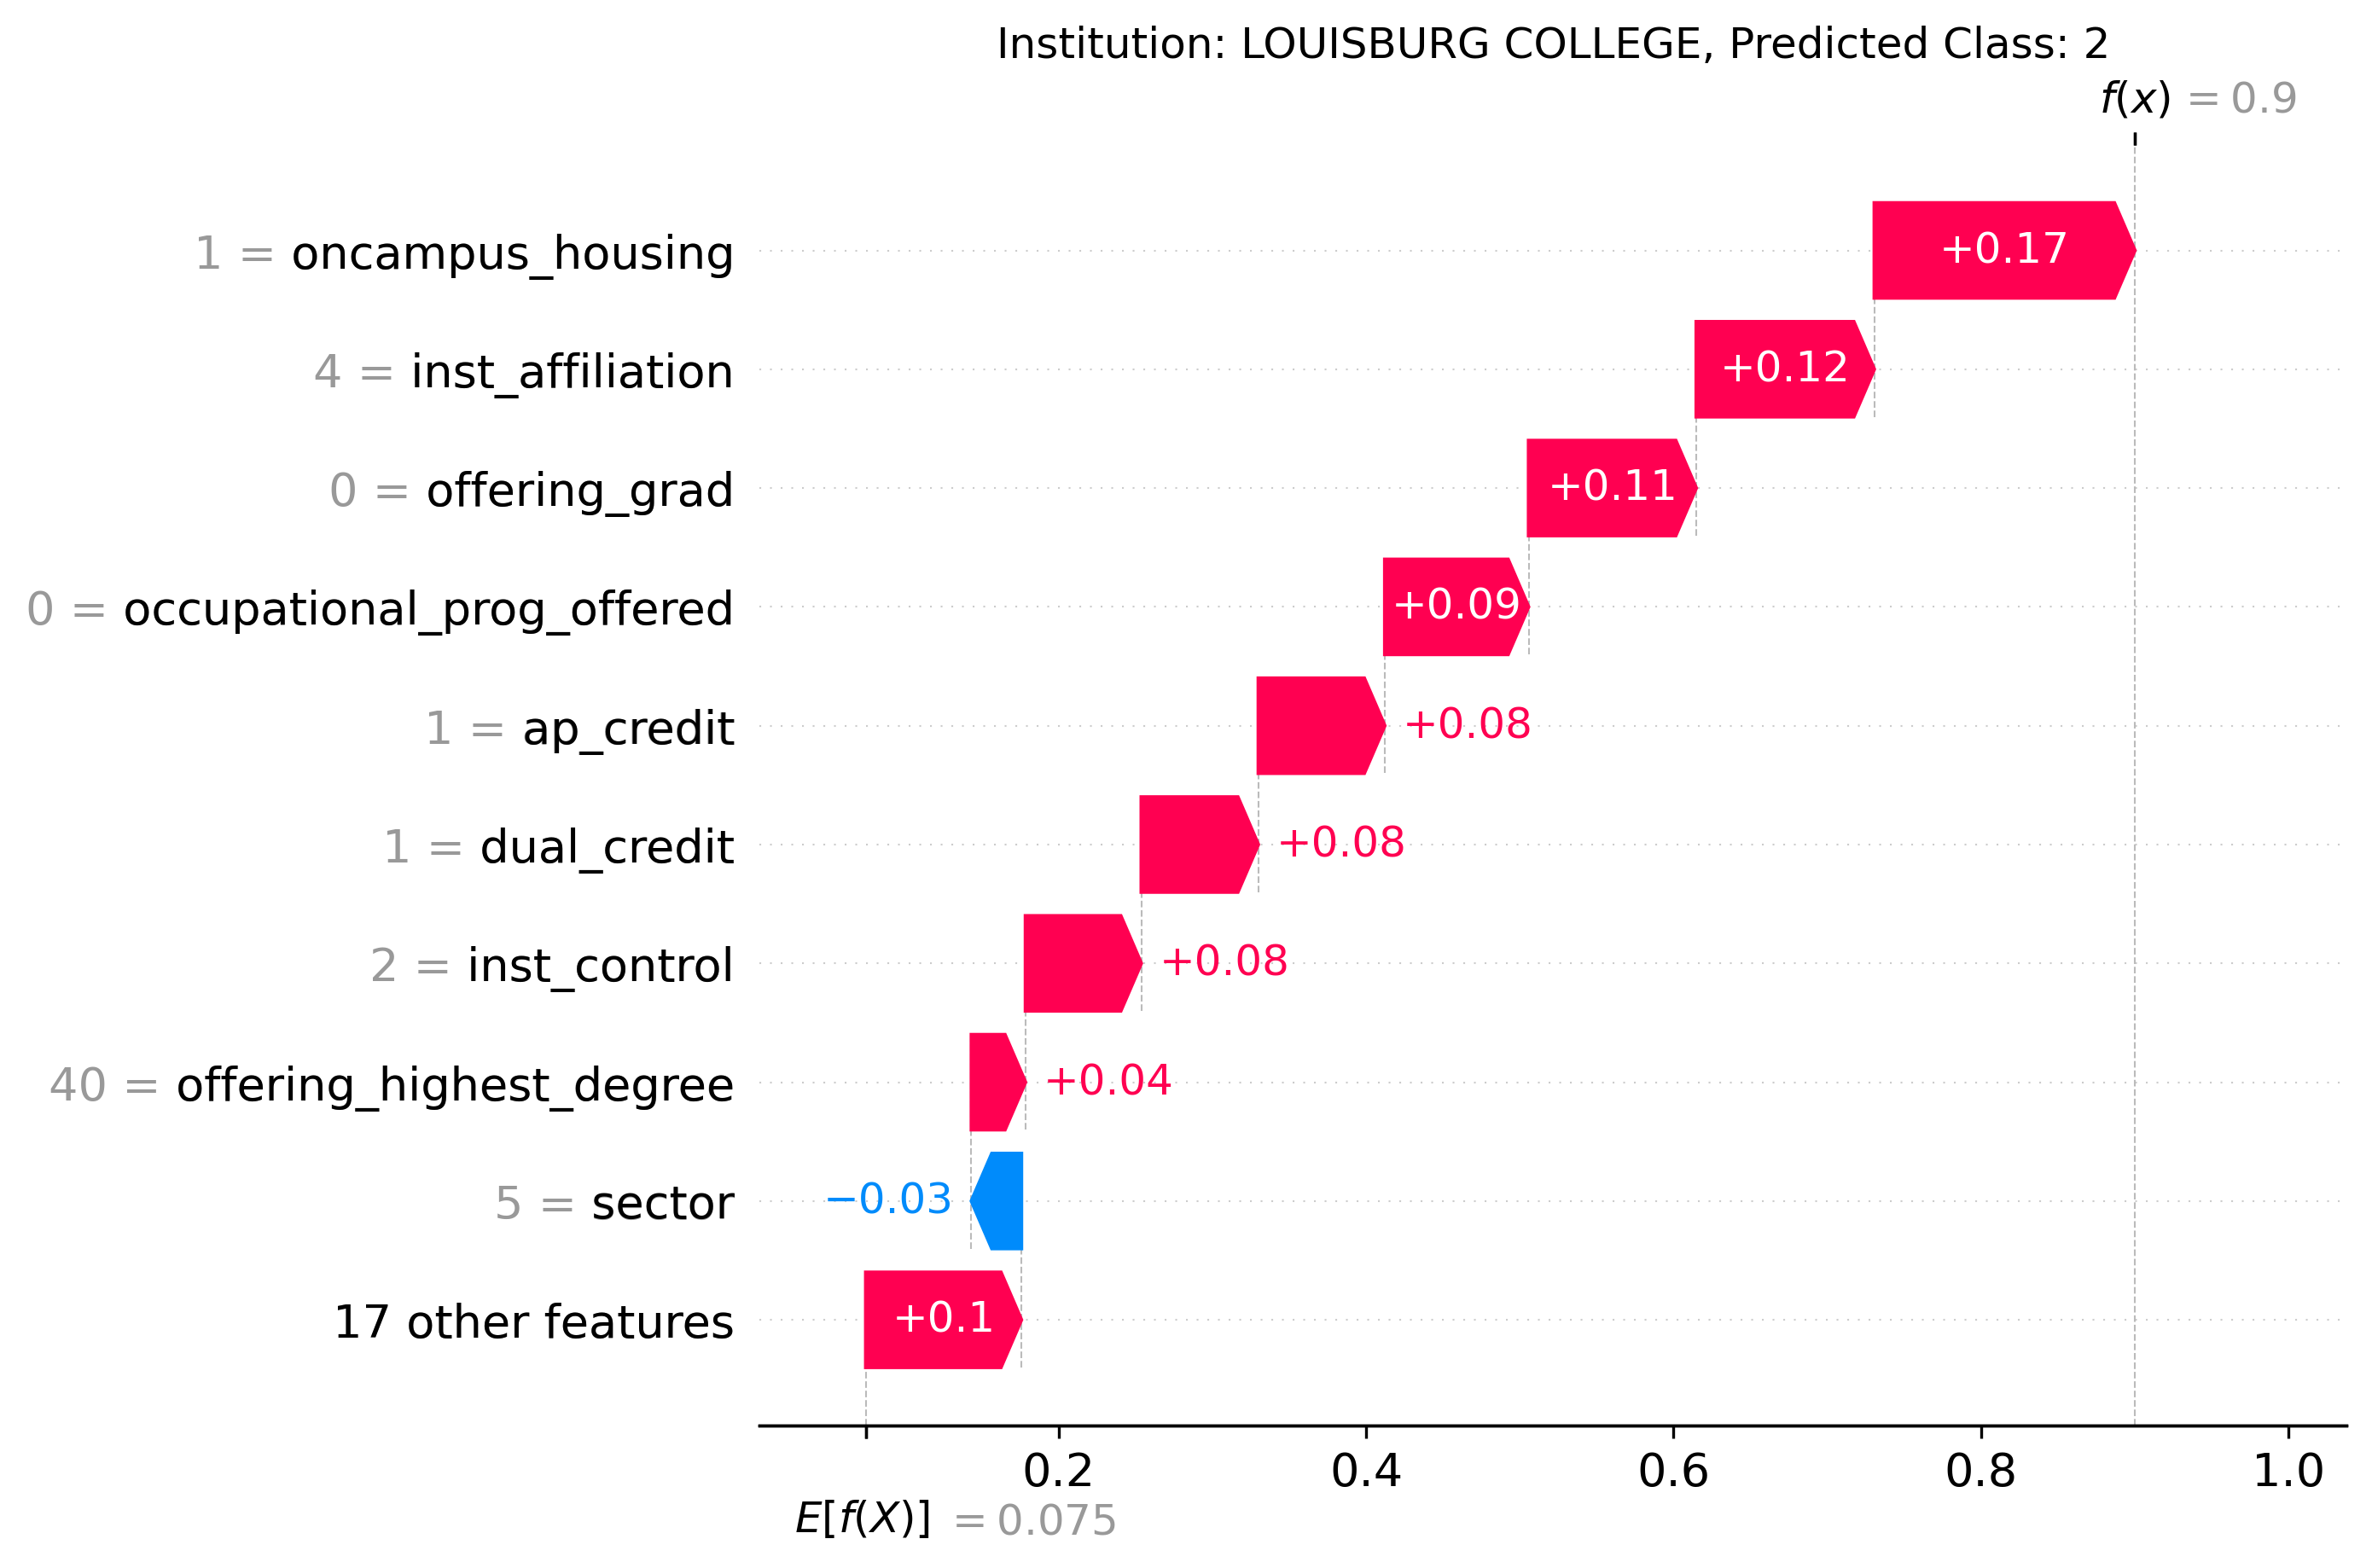 Institution: LOUISBURG COLLEGE, Predicted Class: 2
f(x) = 0.9
1 = oncampus_housing +0.17
4 = inst_affiliation +0.12
0 = offering_grad +0.11
0 = occupational_prog_offered +0.09
1 = ap_credit +0.08
1 = dual_credit +0.08
2 = inst_control +0.08
40 = offering_highest_degree +0.04
5 = sector −0.03
17 other features +0.1
0.2 0.4 0.6 0.8 1.0
E[f(X)] = 0.075